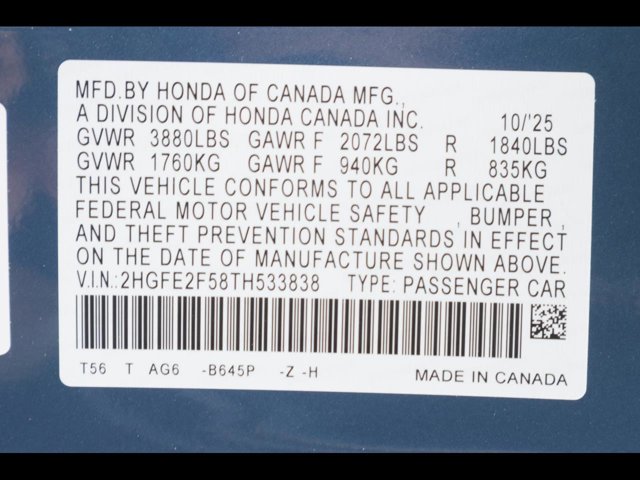 MFD.BY HONDA OF CANADA MFG.,
A DIVISION OF HONDA CANADA INC. 10/'25
GVWR 3880LBS GAWR F 2072LBS R 1840LBS
GVWR 1760KG GAWR F 940KG R 835KG
THIS VEHICLE CONFORMS TO ALL APPLICABLE
FEDERAL MOTOR VEHICLE SAFETY , BUMPER ,
AND THEFT PREVENTION STANDARDS IN EFFECT
ON THE DATE OF MANUFACTURE SHOWN ABOVE.
V.I.N.:2HGFE2F58TH533838 TYPE: PASSENGER CAR
T56 T AG6 -B645P -Z -H MADE IN CANADA